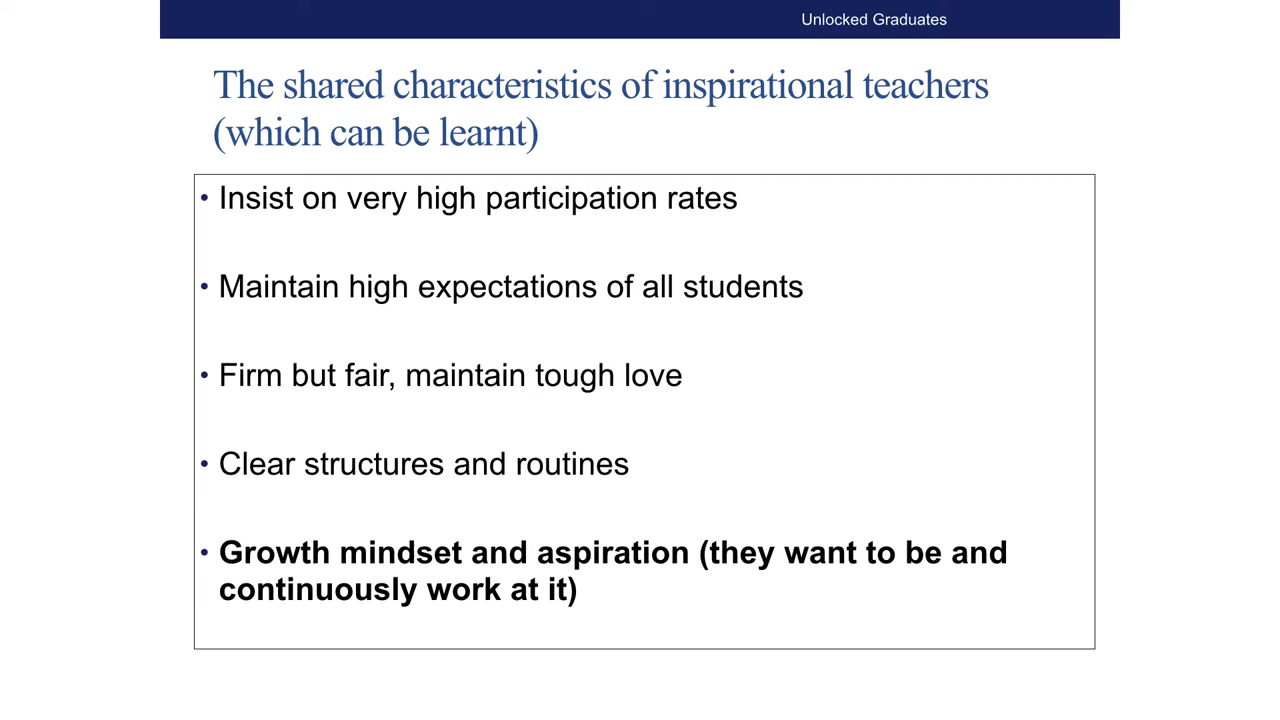 Unlocked Graduates
The shared characteristics of inspirational teachers
(which can be learnt)
• Insist on very high participation rates
• Maintain high expectations of all students
• Firm but fair, maintain tough love
• Clear structures and routines
• Growth mindset and aspiration (they want to be and
continuously work at it)